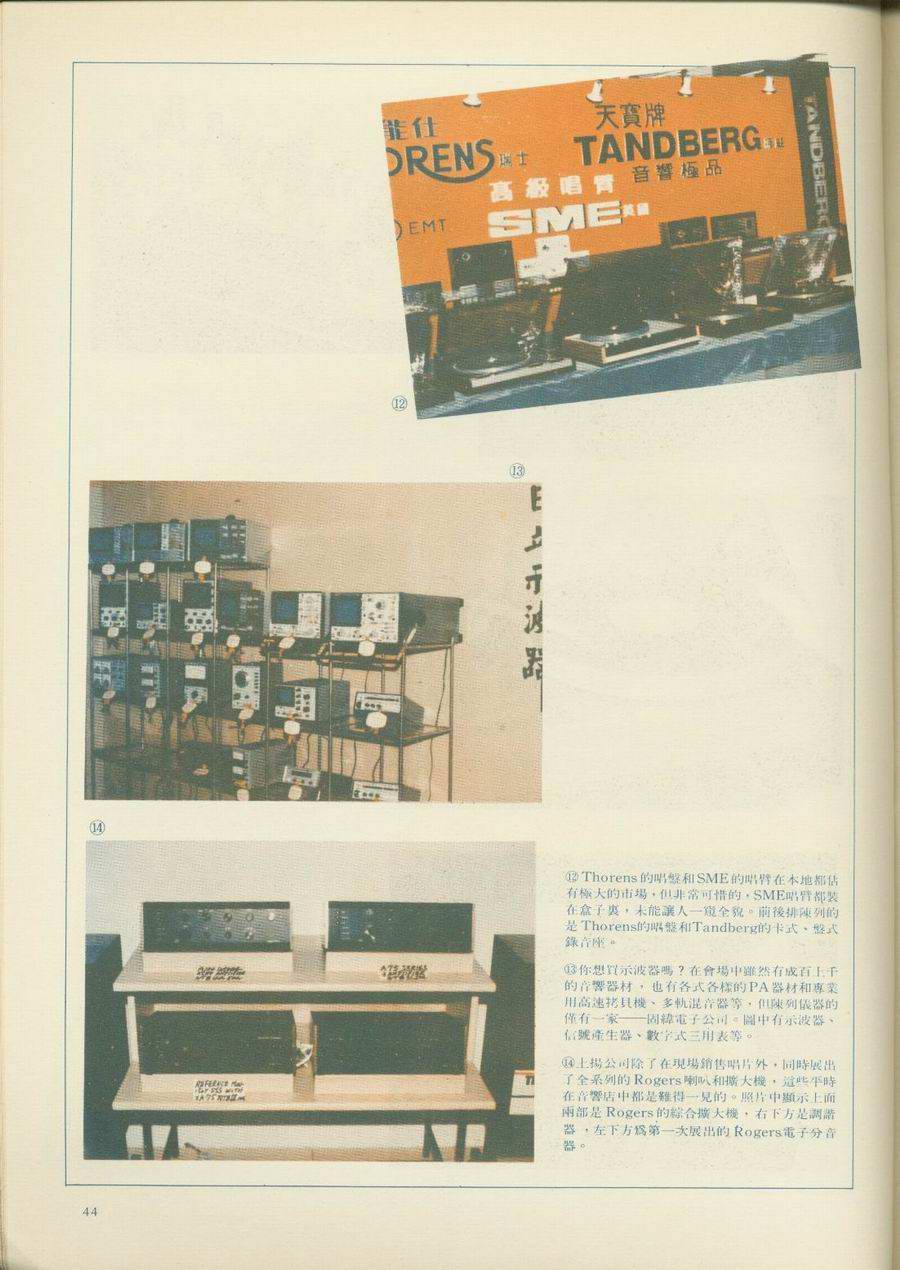 能仕
ORENS 瑞士
天寶牌
TANDBERG
音響極品
TANDBERG
高級唱臂
SME 英國
EMT
⑫
⑬
日立示波器
⑭
A75 SERIES
⑫Thorens的唱盤和SME的唱臂在本地都佔
有極大的市場，但非常可惜的，SME唱臂都裝
在盒子裏，未能讓人一窺全貌。前後排陳列的
是Thorens的唱盤和Tandberg的卡式、盤式
錄音座。
⑬你想買示波器嗎？在會場中雖然有成百上千
的音響器材，也有各式各樣的PA器材和專業
用高速拷貝機、多軌混音器等，但陳列儀器的
僅有一家——固緯電子公司。圖中有示波器、
信號產生器、數字式三用表等。
⑭上揚公司除了在現場銷售唱片外，同時展出
了全系列的Rogers喇叭和擴大機，這些平時
在音響店中都是難得一見的。照片中顯示上面
兩部是Rogers的綜合擴大機，右下方是調諧
器，左下方為第一次展出的Rogers電子分音
器。
44